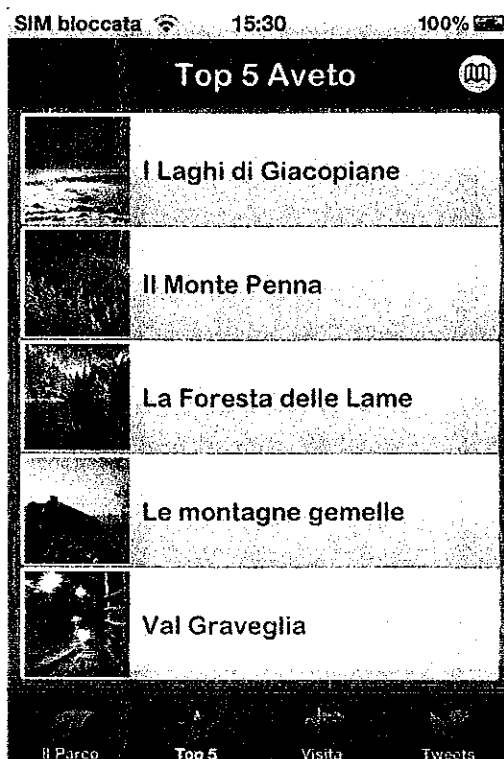 SIM bloccata 15:30 100%
Top 5 Aveto
I Laghi di Giacopiane
Il Monte Penna
La Foresta delle Lame
Le montagne gemelle
Val Graveglia
Il Parco Top 5 Visita Tweets